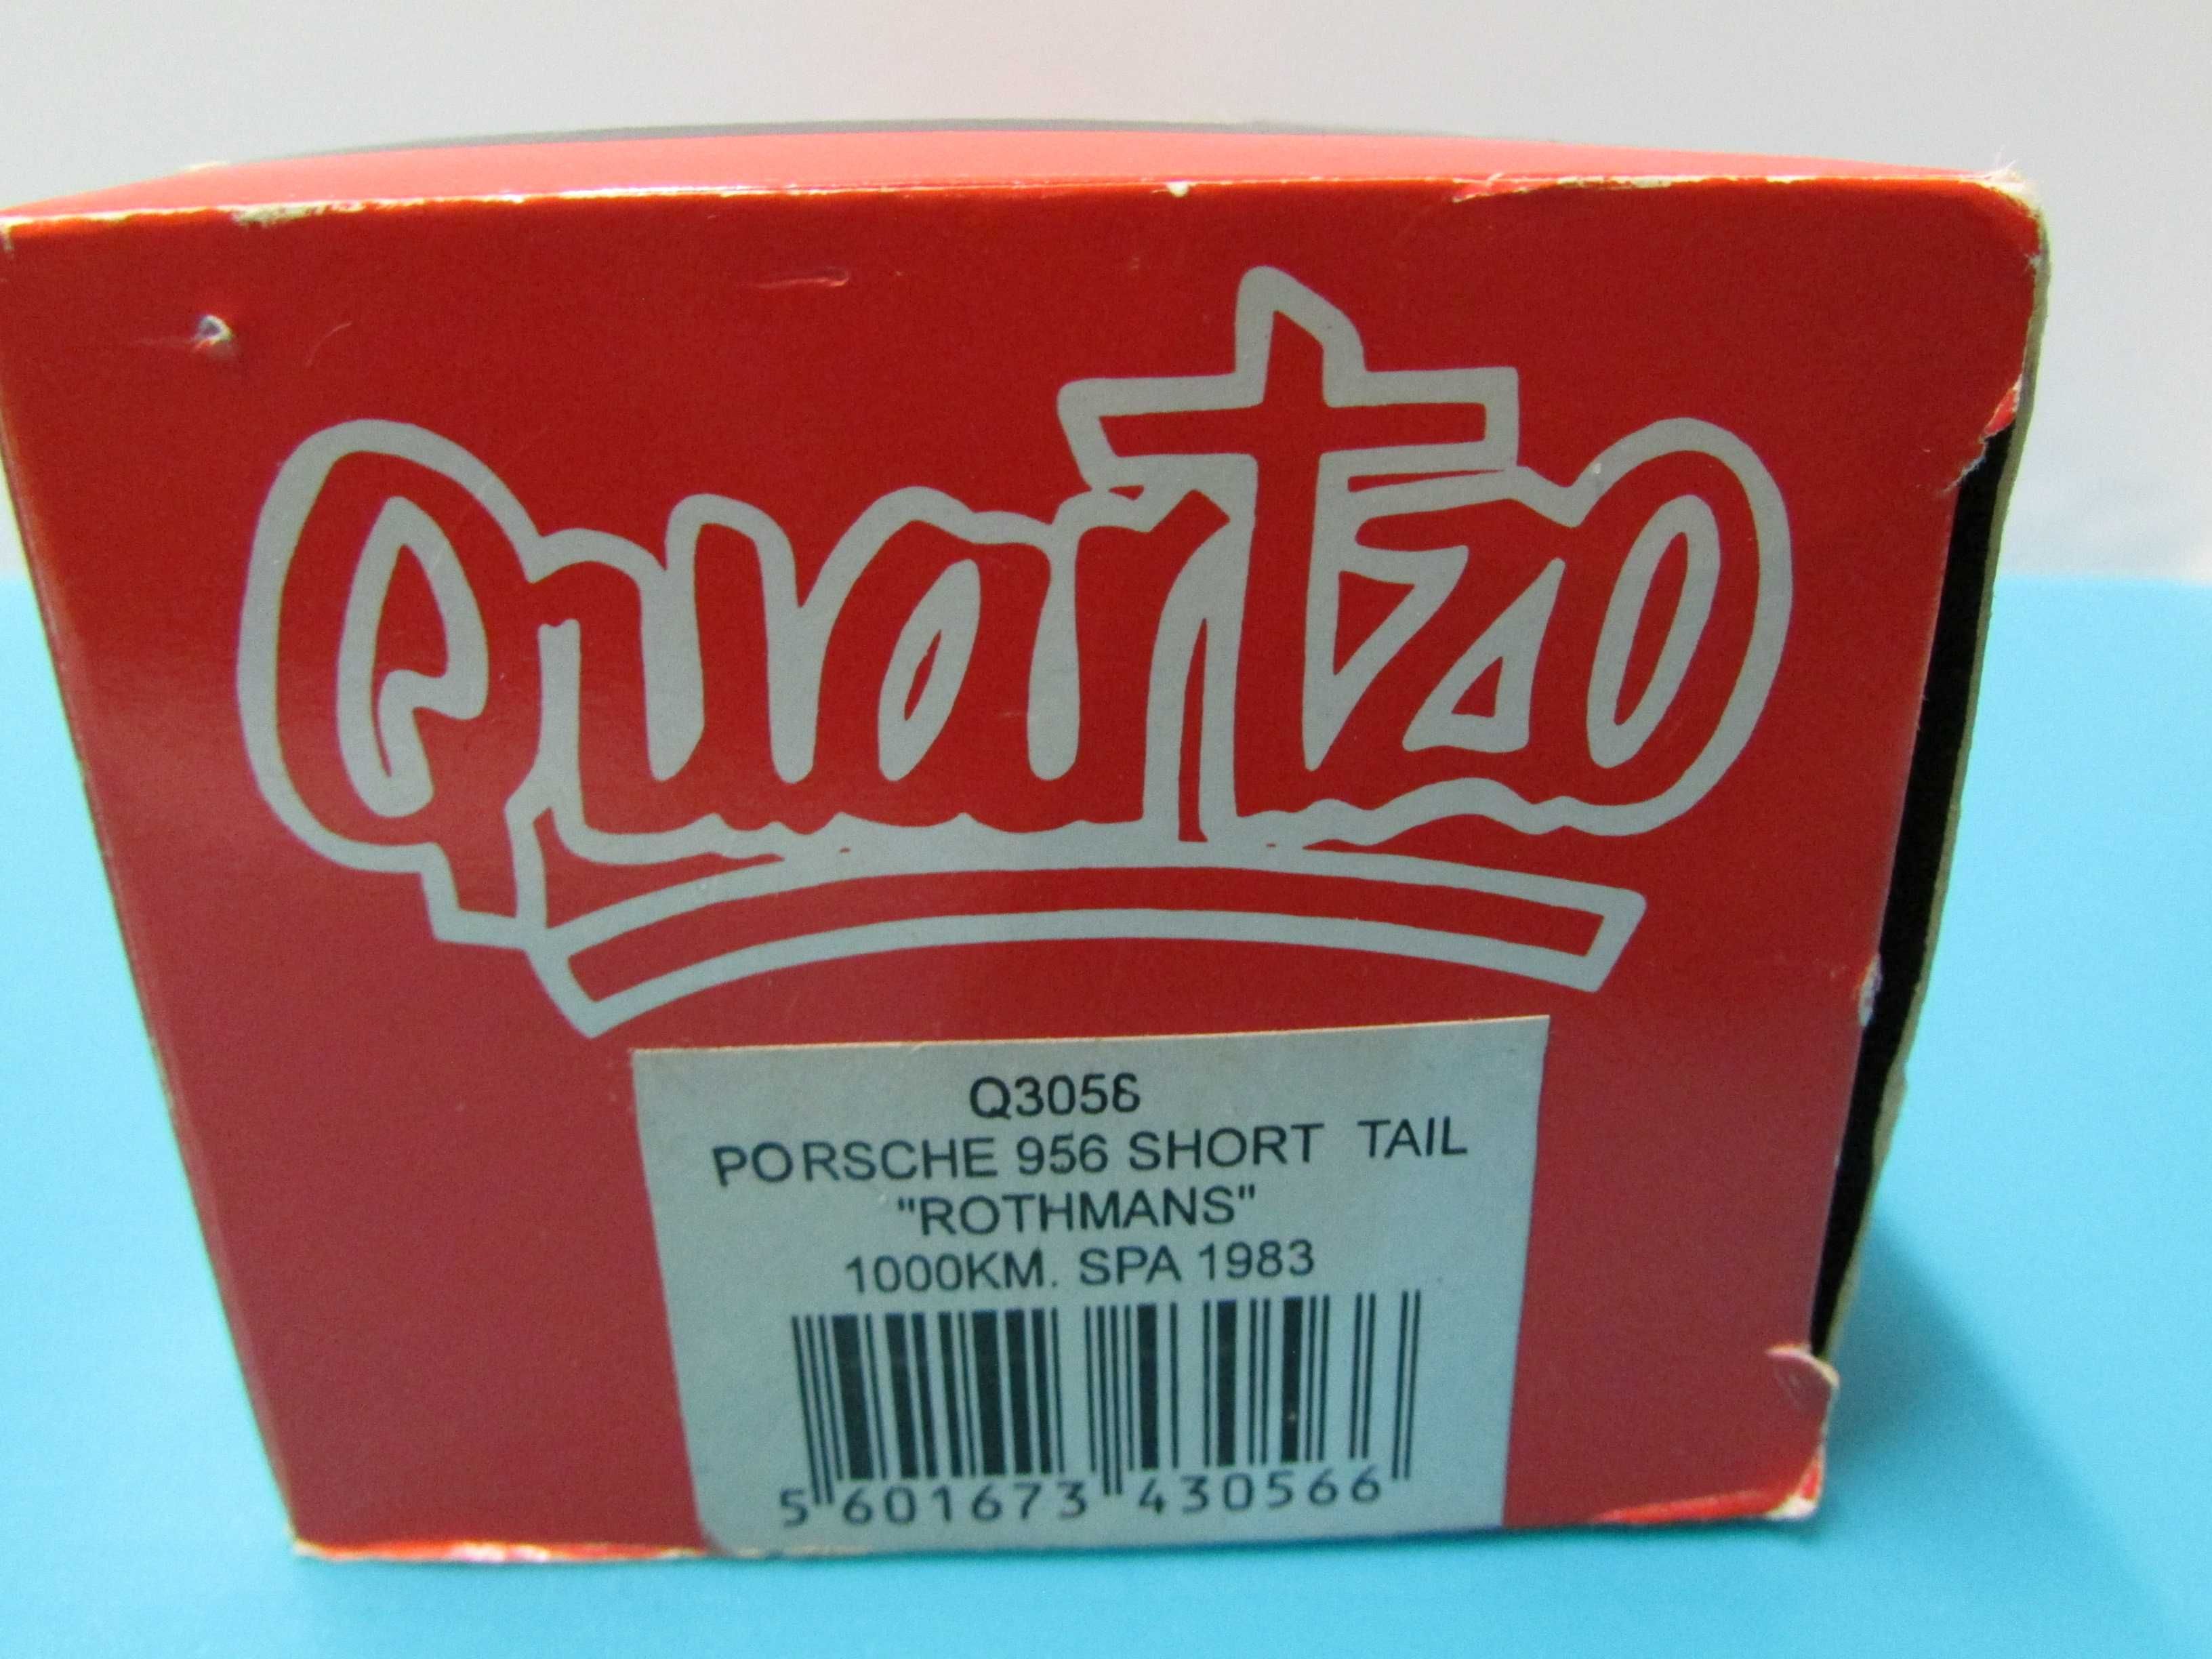 Quartzo
Q3056
PORSCHE 956 SHORT TAIL
"ROTHMANS"
1000KM. SPA 1983
5 601673 430566